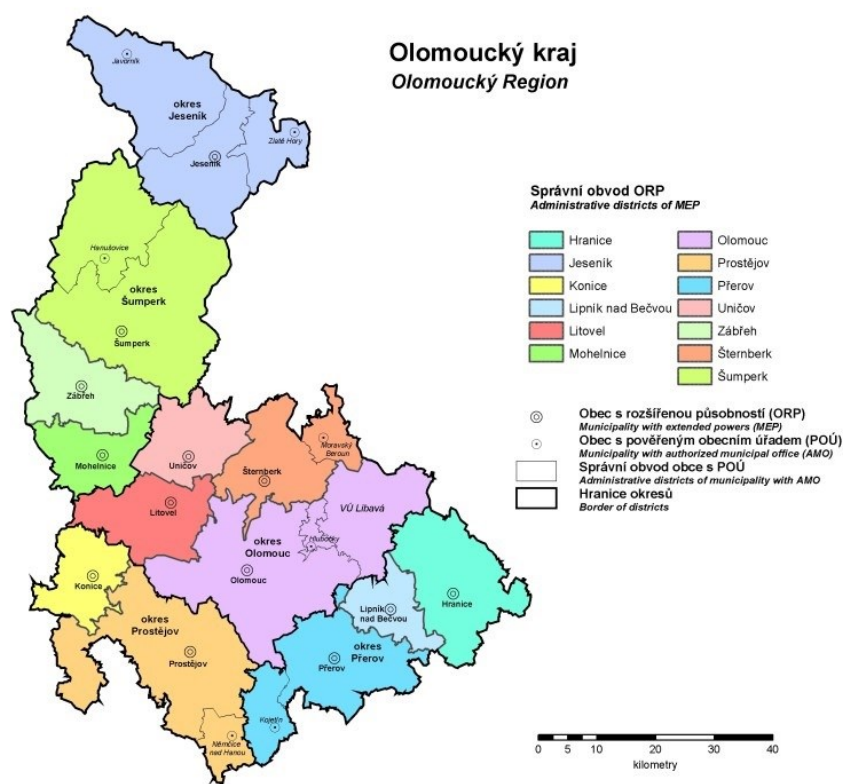 Olomoucký kraj
Olomoucký Region
Javorník
okres
Jeseník
Zlaté Hory
Jeseník
Hanušovice
okres
Šumperk
Šumperk
Zábřeh
Mohelnice
Uničov
Šternberk
Moravský
Beroun
Litovel
VÚ Libavá
okres
Olomouc
Hlubočky
Olomouc
Konice
Hranice
Lipník
nad Bečvou
okres
Prostějov
Prostějov
okres
Přerov
Přerov
Kojetín
Němčice
nad Hanou
Správní obvod ORP
Administrative districts of MEP
Hranice
Jeseník
Konice
Lipník nad Bečvou
Litovel
Mohelnice
Olomouc
Prostějov
Přerov
Uničov
Zábřeh
Šternberk
Šumperk
Obec s rozšířenou působností (ORP)
Municipality with extended powers (MEP)
Obec s pověřeným obecním úřadem (POÚ)
Municipality with authorized municipal office (AMO)
Správní obvod obce s POÚ
Administrative districts of municipality with AMO
Hranice okresů
Border of districts
0 5 10 20 30 40
kilometry